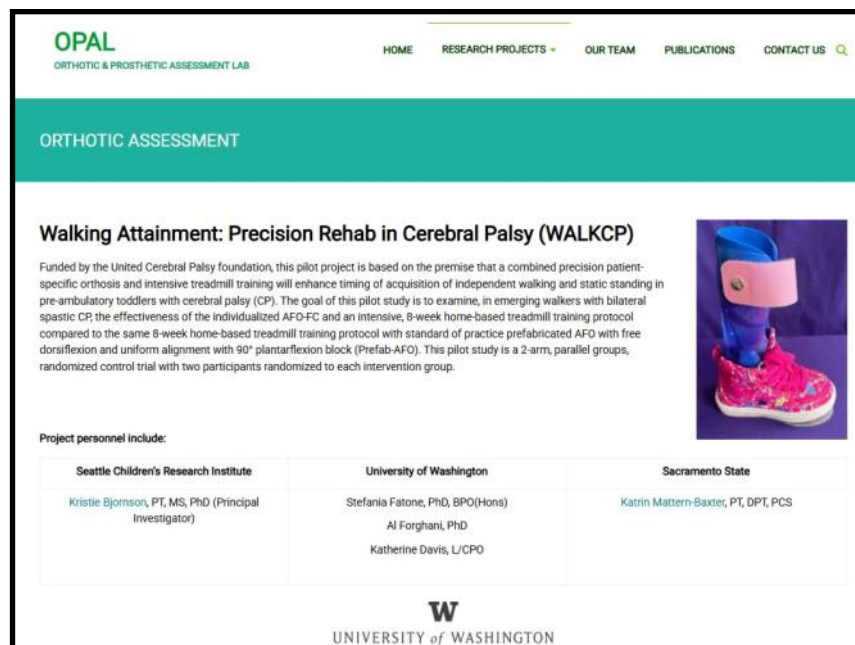 OPAL
ORTHOTIC & PROSTHETIC ASSESSMENT LAB
HOME
RESEARCH PROJECTS
OUR TEAM
PUBLICATIONS
CONTACT US
ORTHOTIC ASSESSMENT
Walking Attainment: Precision Rehab in Cerebral Palsy (WALKCP)
Funded by the United Cerebral Palsy foundation, this pilot project is based on the premise that a combined precision patient-
specific orthosis and intensive treadmill training will enhance timing of acquisition of independent walking and static standing in
pre-ambulatory toddlers with cerebral palsy (CP). The goal of this pilot study is to examine, in emerging walkers with bilateral
spastic CP, the effectiveness of the individualized AFO-FC and an intensive, 8-week home-based treadmill training protocol
compared to the same 8-week home-based treadmill training protocol with standard of practice prefabricated AFO with free
dorsiflexion and uniform alignment with 90° plantarflexion block (Prefab-AFO). This pilot study is a 2-arm, parallel groups,
randomized control trial with two participants randomized to each intervention group.
Project personnel include:
Seattle Children's Research Institute
Kristie Bjornson, PT, MS, PhD (Principal
Investigator)
University of Washington
Stefania Fatone, PhD, BPO(Hons)
Al Forghani, PhD
Katherine Davis, L/CPO
Sacramento State
Katrin Mattern-Baxter, PT, DPT, PCS
W
UNIVERSITY of WASHINGTON